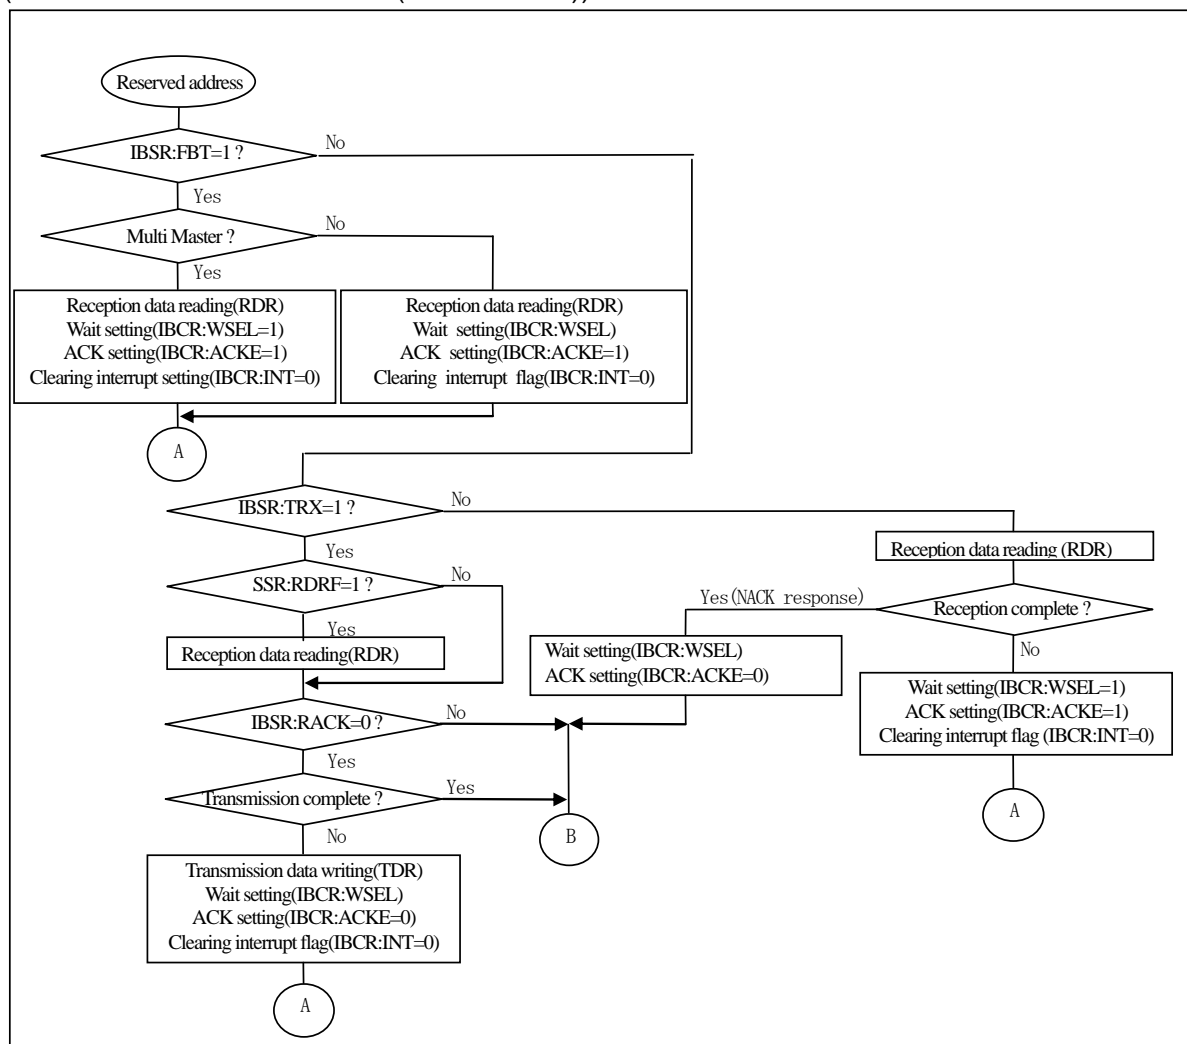 Reserved address
IBSR:FBT=1 ?
No
Yes
Multi Master ?
No
Yes
Reception data reading(RDR)
Wait setting(IBCR:WSEL=1)
ACK setting(IBCR:ACKE=1)
Clearing interrupt setting(IBCR:INT=0)
Reception data reading(RDR)
Wait setting(IBCR:WSEL)
ACK setting(IBCR:ACKE=1)
Clearing interrupt flag(IBCR:INT=0)
A
IBSR:TRX=1 ?
No
Yes
Reception data reading (RDR)
SSR:RDRF=1 ?
No
Yes
Yes(NACK response)
Reception complete ?
No
Reception data reading(RDR)
Wait setting(IBCR:WSEL)
ACK setting(IBCR:ACKE=0)
Wait setting(IBCR:WSEL=1)
ACK setting(IBCR:ACKE=1)
Clearing interrupt flag (IBCR:INT=0)
IBSR:RACK=0 ?
No
Yes
Transmission complete ?
Yes
No
B
A
Transmission data writing(TDR)
Wait setting(IBCR:WSEL)
ACK setting(IBCR:ACKE=0)
Clearing interrupt flag(IBCR:INT=0)
A